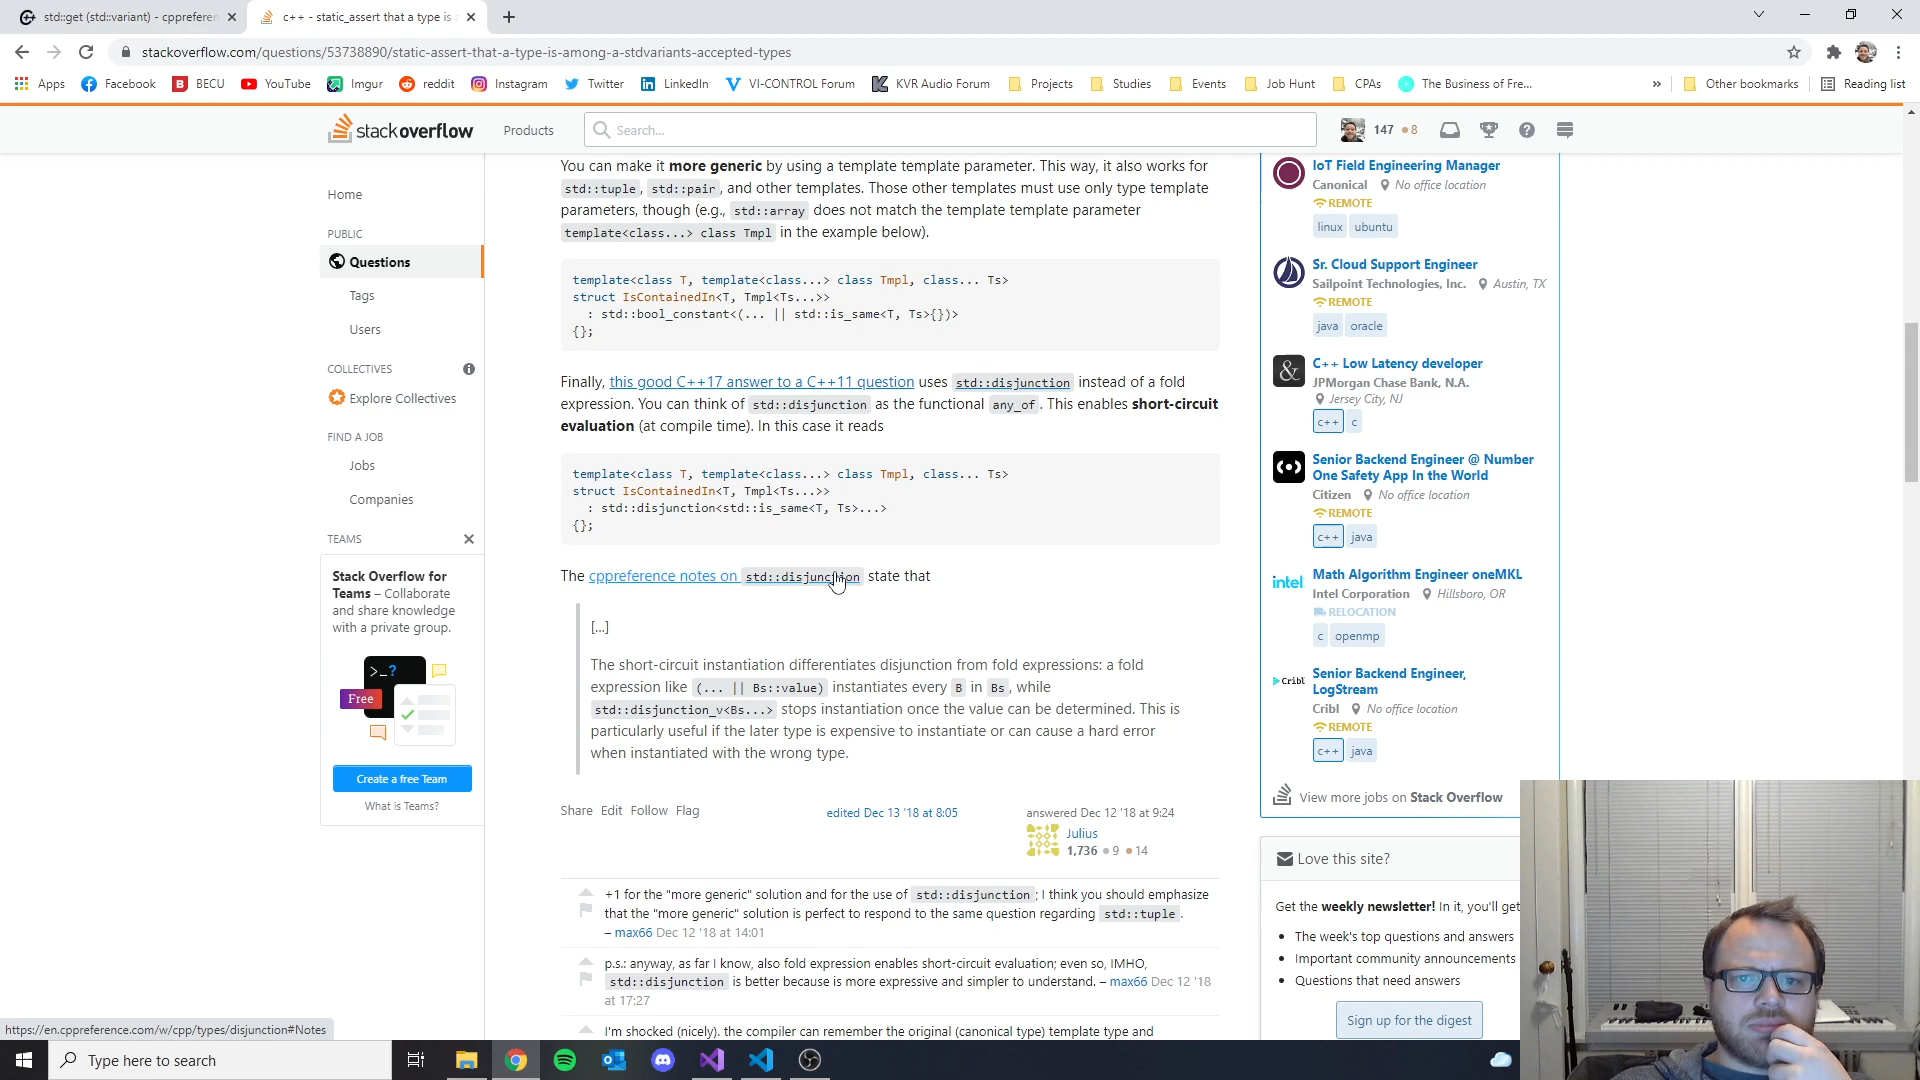 std::get (std::variant) - cppreferen
c++ - static_assert that a type is a
stackoverflow.com/questions/53738890/static-assert-that-a-type-is-among-a-stdvariants-accepted-types
Apps Facebook BECU YouTube Imgur reddit Instagram Twitter LinkedIn VI-CONTROL Forum KVR Audio Forum Projects Studies Events Job Hunt CPAs The Business of Fre... » Other bookmarks Reading list
stackoverflow Products Search... 147 8
Home
PUBLIC
Questions
Tags
Users
COLLECTIVES
Explore Collectives
FIND A JOB
Jobs
Companies
TEAMS
Stack Overflow for
Teams – Collaborate
and share knowledge
with a private group.
>_?
Free
Create a free Team
What is Teams?
You can make it more generic by using a template template parameter. This way, it also works for
std::tuple, std::pair, and other templates. Those other templates must use only type template
parameters, though (e.g., std::array does not match the template template parameter
template<class...> class Tmpl in the example below).
template<class T, template<class...> class Tmpl, class... Ts>
struct IsContainedIn<T, Tmpl<Ts...>>
: std::bool_constant<(... || std::is_same<T, Ts>{})>
{};
Finally, this good C++17 answer to a C++11 question uses std::disjunction instead of a fold
expression. You can think of std::disjunction as the functional any_of. This enables short-circuit
evaluation (at compile time). In this case it reads
template<class T, template<class...> class Tmpl, class... Ts>
struct IsContainedIn<T, Tmpl<Ts...>>
: std::disjunction<std::is_same<T, Ts>...>
{};
The cppreference notes on std::disjunction state that
[...]
The short-circuit instantiation differentiates disjunction from fold expressions: a fold
expression like (... || Bs::value) instantiates every B in Bs, while
std::disjunction_v<Bs...> stops instantiation once the value can be determined. This is
particularly useful if the later type is expensive to instantiate or can cause a hard error
when instantiated with the wrong type.
Share Edit Follow Flag
edited Dec 13 '18 at 8:05
answered Dec 12 '18 at 9:24
Julius
1,736 9 14
+1 for the "more generic" solution and for the use of std::disjunction; I think you should emphasize
that the "more generic" solution is perfect to respond to the same question regarding std::tuple.
– max66 Dec 12 '18 at 14:01
p.s.: anyway, as far I know, also fold expression enables short-circuit evaluation; even so, IMHO,
std::disjunction is better because is more expressive and simpler to understand. – max66 Dec 12 '18
at 17:27
I'm shocked (nicely). the compiler can remember the original (canonical type) template type and
IoT Field Engineering Manager
Canonical No office location
REMOTE
linux ubuntu
Sr. Cloud Support Engineer
Sailpoint Technologies, Inc. Austin, TX
REMOTE
java oracle
C++ Low Latency developer
JPMorgan Chase Bank, N.A.
Jersey City, NJ
c++ c
Senior Backend Engineer @ Number
One Safety App In the World
Citizen No office location
REMOTE
c++ java
intel
Math Algorithm Engineer oneMKL
Intel Corporation Hillsboro, OR
RELOCATION
c openmp
Cribl
Senior Backend Engineer,
LogStream
Cribl No office location
REMOTE
c++ java
View more jobs on Stack Overflow
Love this site?
Get the weekly newsletter! In it, you'll get
The week's top questions and answers
Important community announcements
Questions that need answers
Sign up for the digest
https://en.cppreference.com/w/cpp/types/disjunction#Notes
Type here to search